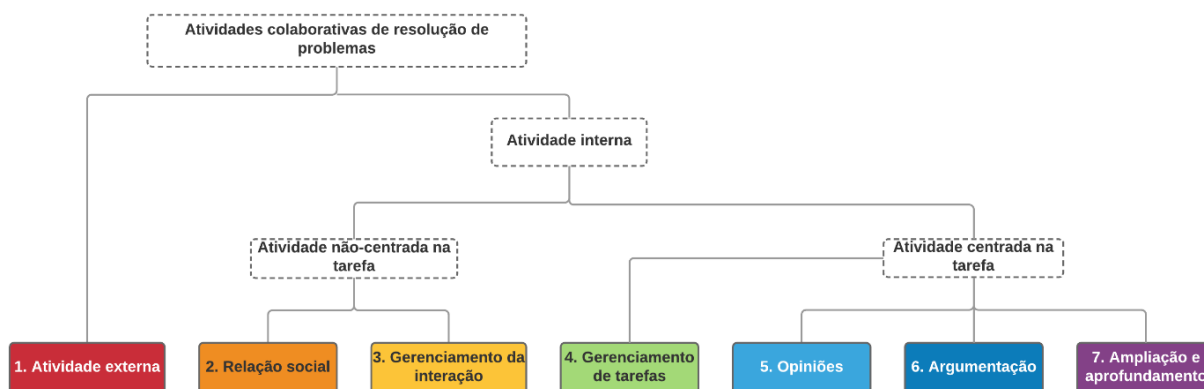 Atividades colaborativas de resolução de
problemas
Atividade interna
Atividade não-centrada na
tarefa
Atividade centrada na
tarefa
1. Atividade externa
2. Relação social
3. Gerenciamento da
interação
4. Gerenciamento
de tarefas
5. Opiniões
6. Argumentação
7. Ampliação e
aprofundamento